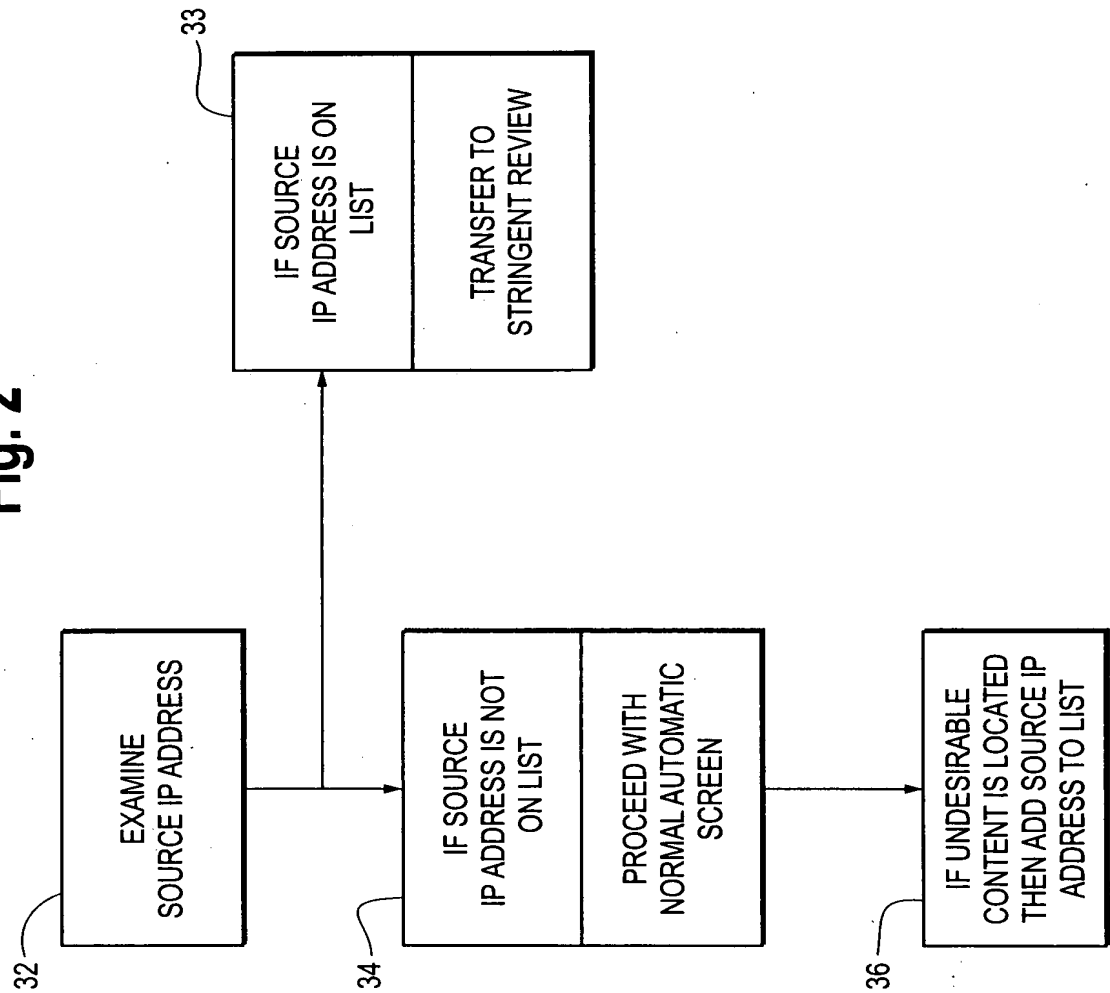 Fig. 2
32
EXAMINE
SOURCE IP ADDRESS
33
IF SOURCE
IP ADDRESS IS ON
LIST
TRANSFER TO
STRINGENT REVIEW
34
IF SOURCE
IP ADDRESS IS NOT
ON LIST
PROCEED WITH
NORMAL AUTOMATIC
SCREEN
36
IF UNDESIRABLE
CONTENT IS LOCATED
THEN ADD SOURCE IP
ADDRESS TO LIST